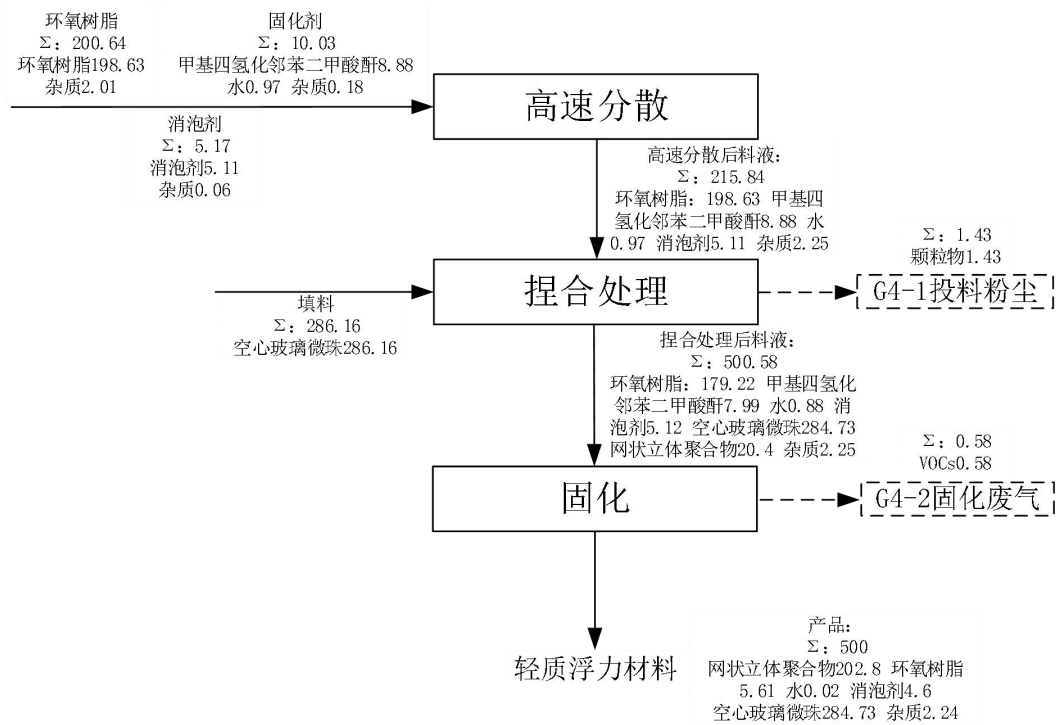 环氧树脂
Σ: 200.64
环氧树脂198.63
杂质2.01
固化剂
Σ: 10.03
甲基四氢化邻苯二甲酸酐8.88
水0.97 杂质0.18
消泡剂
Σ: 5.17
消泡剂5.11
杂质0.06
高速分散
高速分散后料液:
Σ: 215.84
环氧树脂: 198.63 甲基四
氢化邻苯二甲酸酐8.88 水
0.97 消泡剂5.11 杂质2.25
填料
Σ: 286.16
空心玻璃微珠286.16
捏合处理
Σ: 1.43
颗粒物1.43
G4-1投料粉尘
捏合处理后料液:
Σ: 500.58
环氧树脂: 179.22 甲基四氢化
邻苯二甲酸酐7.99 水0.88 消
泡剂5.12 空心玻璃微珠284.73
网状立体聚合物20.4 杂质2.25
固化
Σ: 0.58
VOCs0.58
G4-2固化废气
轻质浮力材料
产品:
Σ: 500
网状立体聚合物202.8 环氧树脂
5.61 水0.02 消泡剂4.6
空心玻璃微珠284.73 杂质2.24